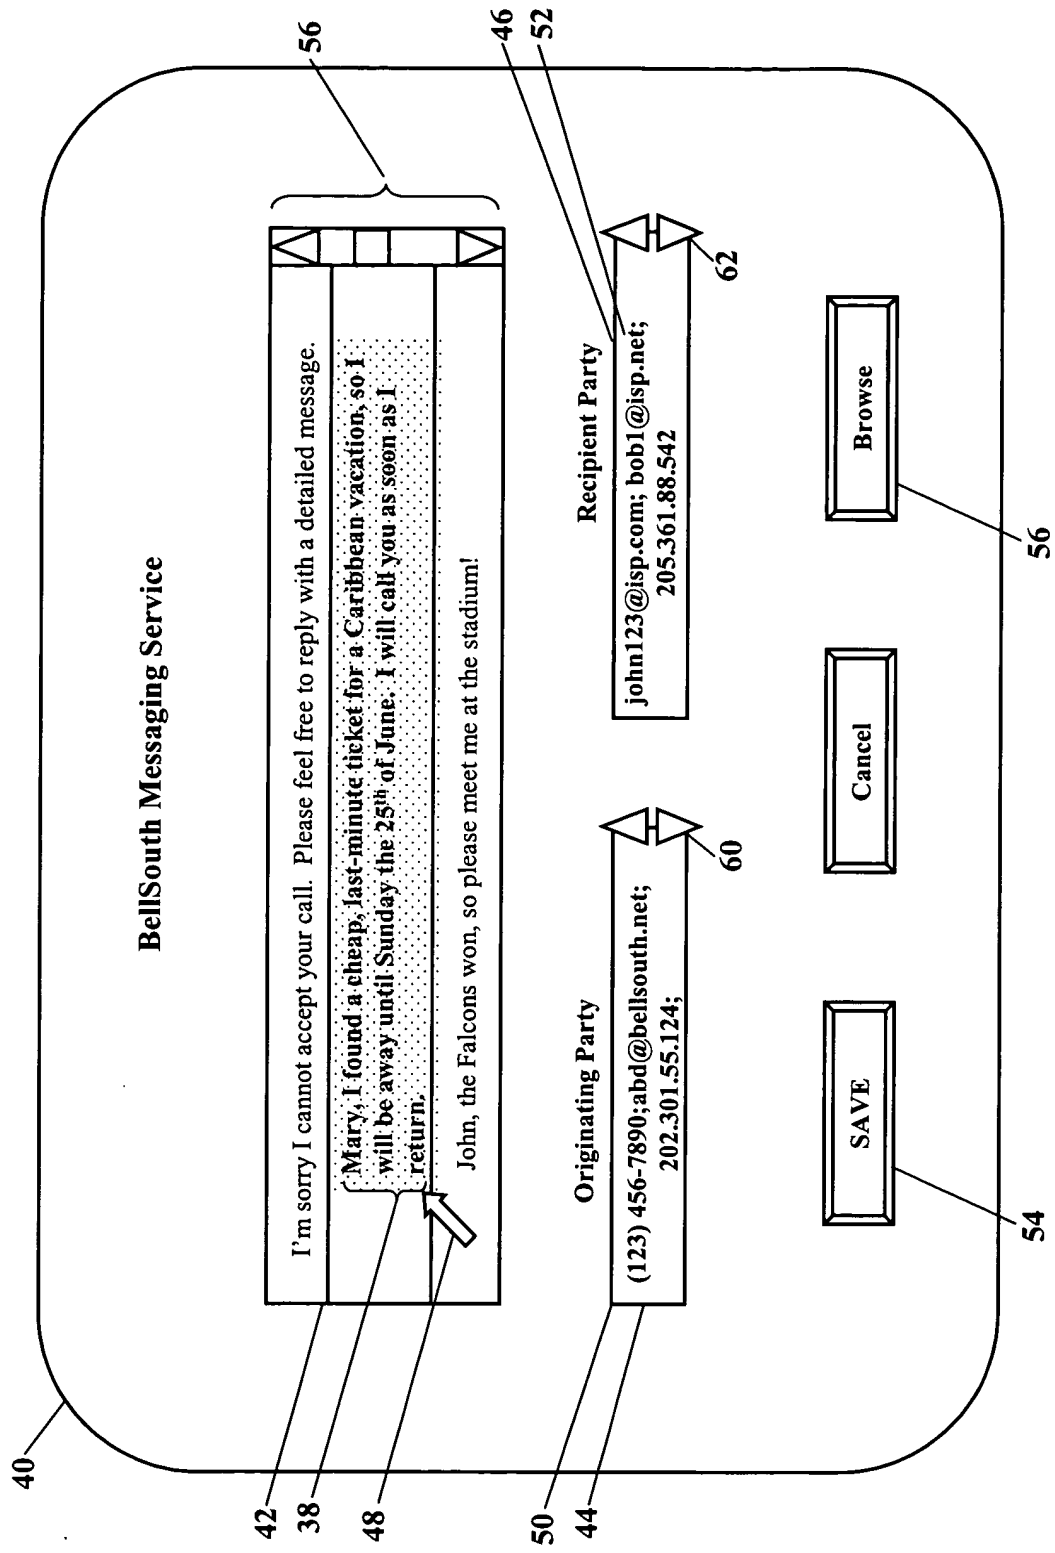 40
BellSouth Messaging Service
56
42
I'm sorry I cannot accept your call. Please feel free to reply with a detailed message.
38
Mary, I found a cheap, last-minute ticket for a Caribbean vacation, so I
will be away until Sunday the 25th of June. I will call you as soon as I
return.
48
John, the Falcons won, so please meet me at the stadium!
46
52
Originating Party
Recipient Party
50
44
(123) 456-7890;abd@bellsouth.net;
202.301.55.124;
60
john123@isp.com; bob1@isp.net;
205.361.88.542
62
SAVE
Cancel
Browse
54
56